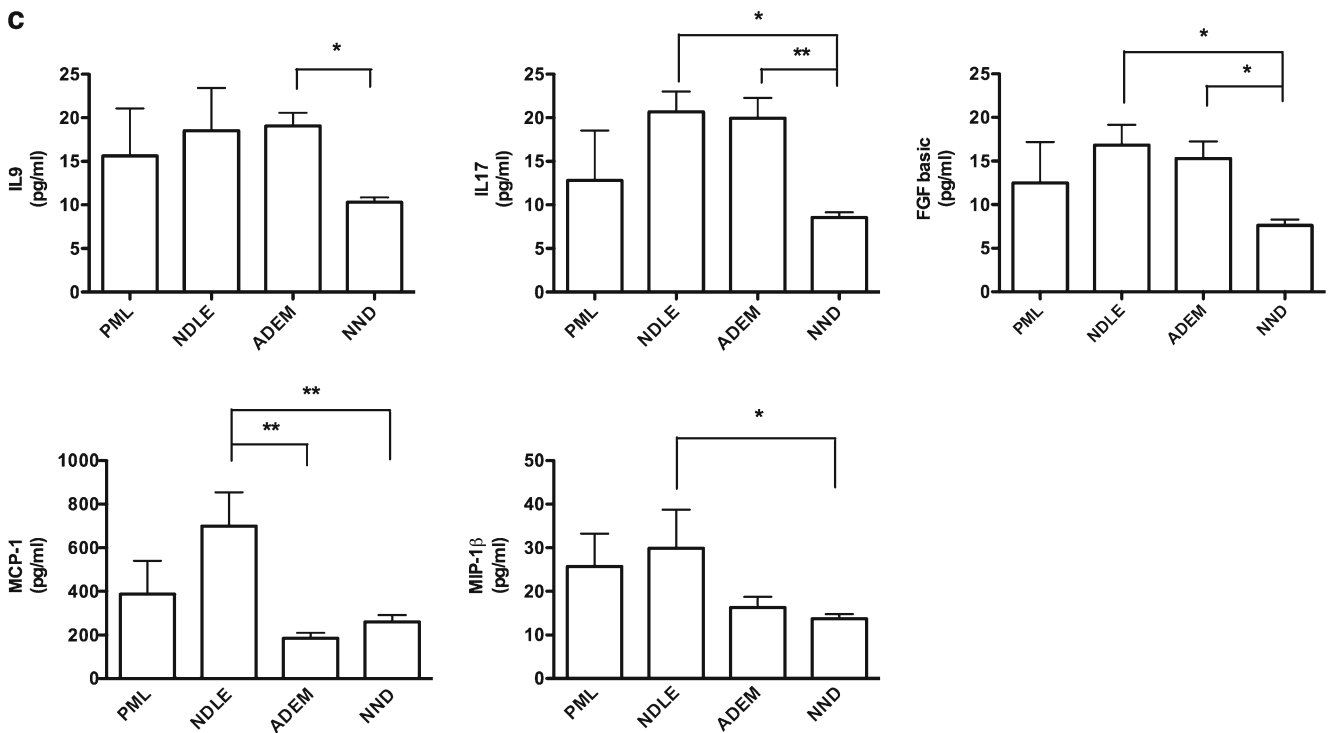 c
*
25
20
15
10
5
0
IL9
(pg/ml)
PML
NDLE
ADEM
NND
*
**
25
20
15
10
5
0
IL17
(pg/ml)
PML
NDLE
ADEM
NND
*
*
25
20
15
10
5
0
FGF basic
(pg/ml)
PML
NDLE
ADEM
NND
**
**
1000
800
600
400
200
0
MCP-1
(pg/ml)
PML
NDLE
ADEM
NND
*
50
40
30
20
10
0
MIP-1β
(pg/ml)
PML
NDLE
ADEM
NND